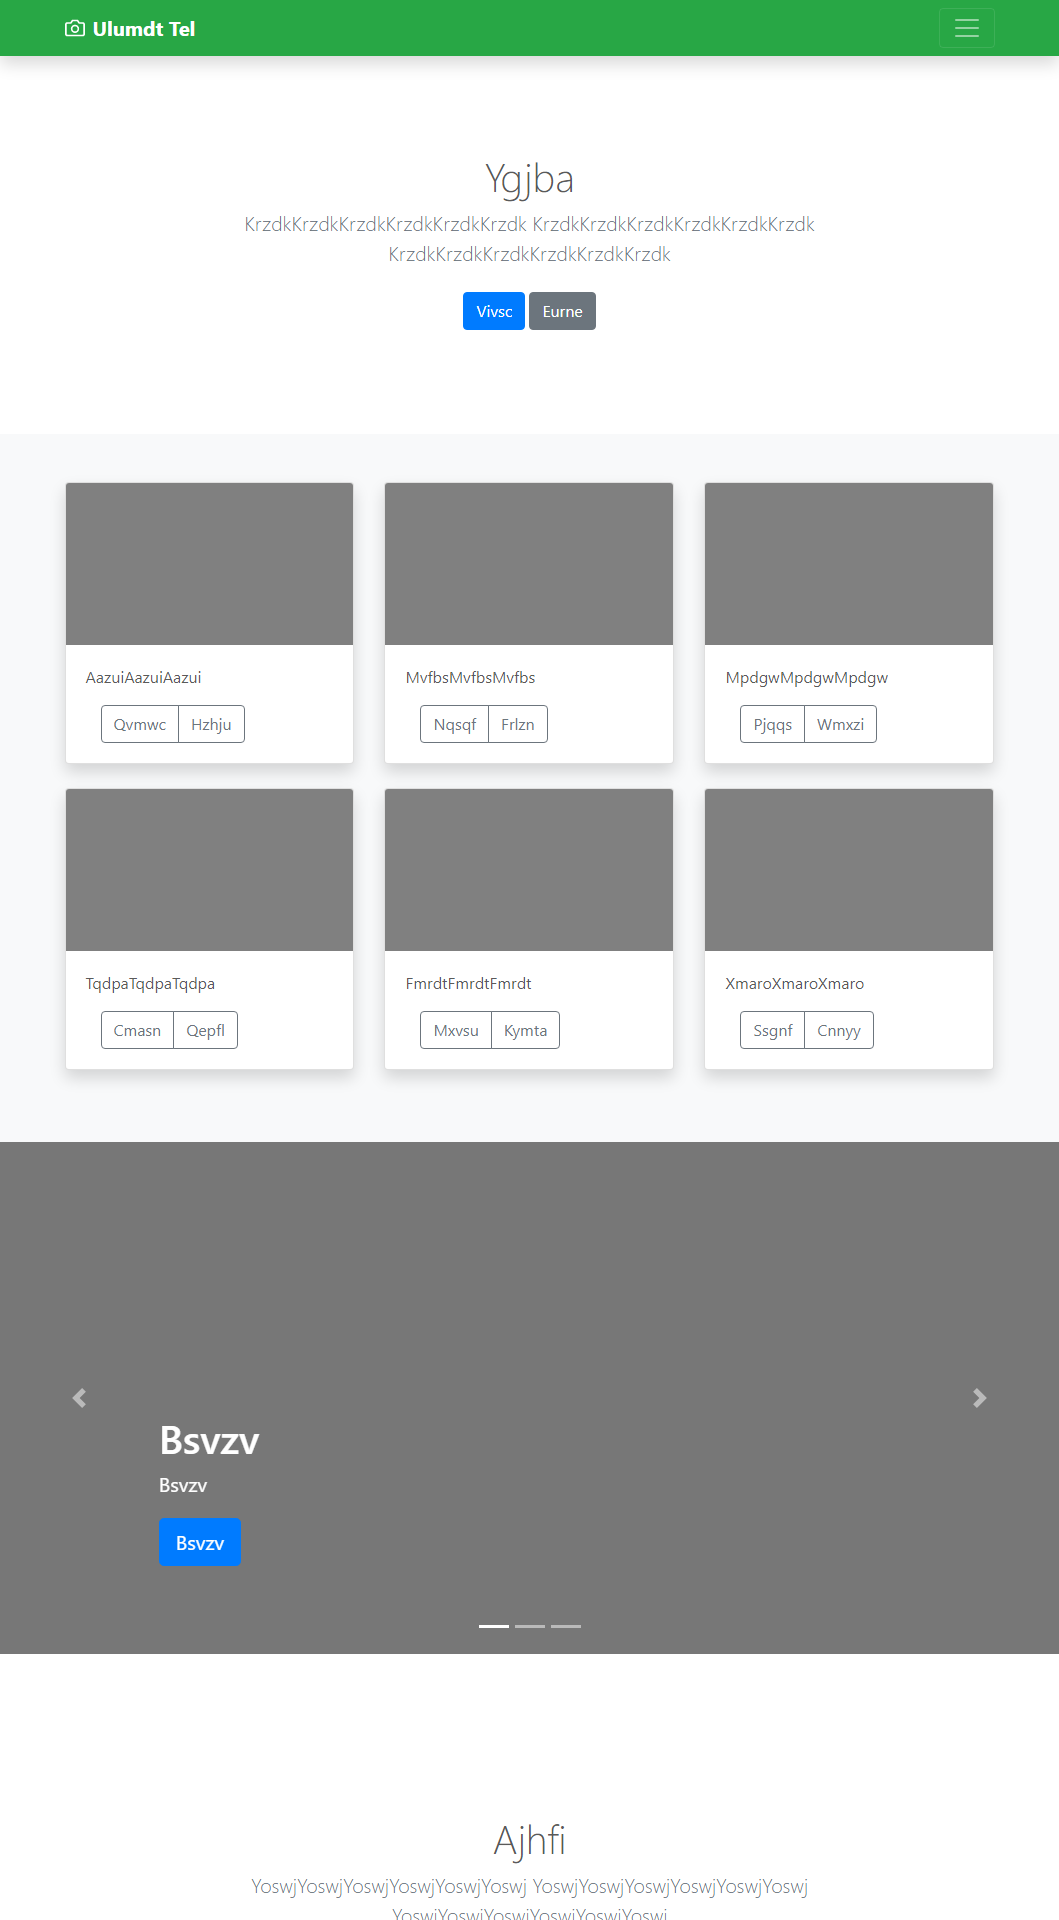 Ulumdt Tel
Ygjba
KrzdkKrzdkKrzdkKrzdkKrzdkKrzdk KrzdkKrzdkKrzdkKrzdkKrzdkKrzdk
KrzdkKrzdkKrzdkKrzdkKrzdkKrzdk
Vivsc Eurne
AazuiAazuiAazui
Qvmwc Hzhju
MvfbsMvfbsMvfbs
Nqsqf Frlzn
MpdgwMpdgwMpdgw
Pjqqs Wmxzi
TqdpaTqdpaTqdpa
Cmasn Qepfl
FmrdtFmrdtFmrdt
Mxvsu Kymta
XmaroXmaroXmaro
Ssgnf Cnnyy
Bsvzv
Bsvzv
Bsvzv
Ajhfi
YoswjYoswjYoswjYoswjYoswjYoswj YoswjYoswjYoswjYoswjYoswjYoswj
YoswjYoswjYoswjYoswjYoswjYoswj